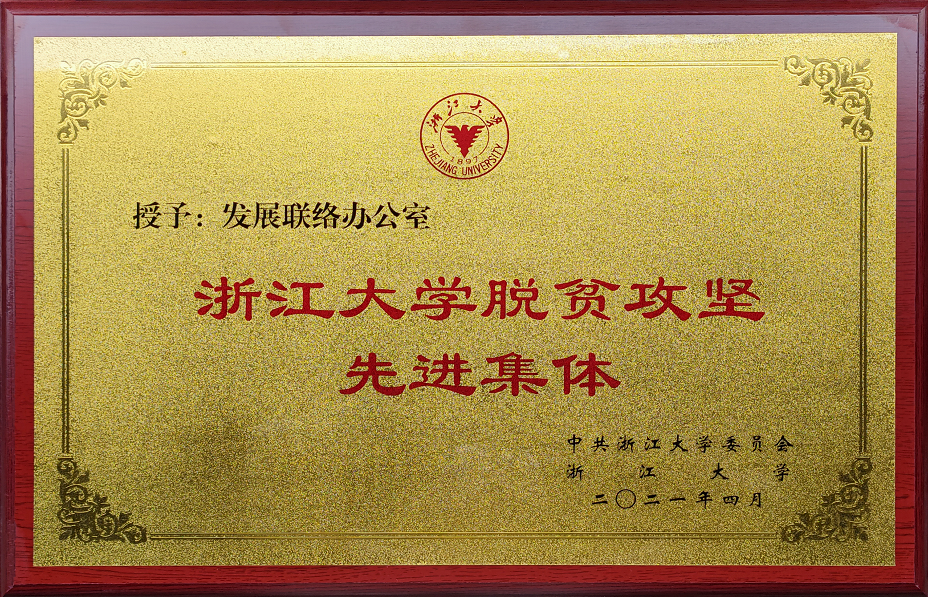 浙江大学
1897
ZHEJIANG UNIVERSITY
授予：发展联络办公室
浙江大学脱贫攻坚
先进集体
中共浙江大学委员会
浙江大学
二〇二一年四月